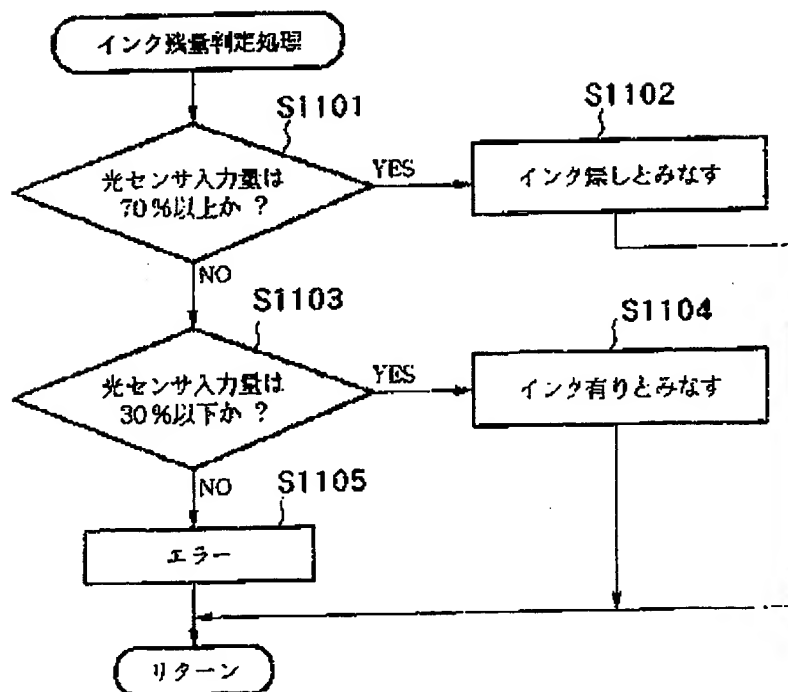 インク残量判定処理
S1101
光センサ入力量は
70%以上か?
YES
S1102
インク無しとみなす
NO
S1103
光センサ入力量は
30%以下か?
YES
S1104
インク有りとみなす
NO
S1105
エラー
リターン